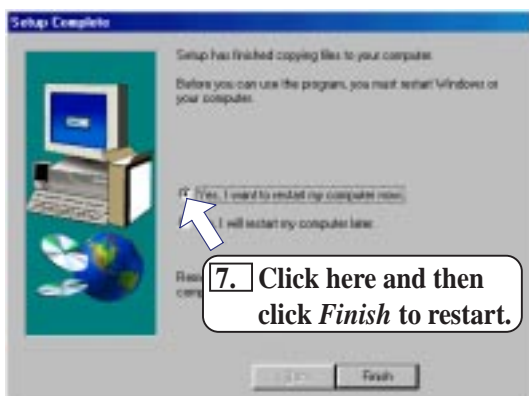 Setup Complete
Setup has finished copying files to your computer.
Before you can use the program, you must restart Windows or
your computer.
Yes, I want to restart my computer now.
I will restart my computer later.
7. Click here and then
click Finish to restart.
Finish